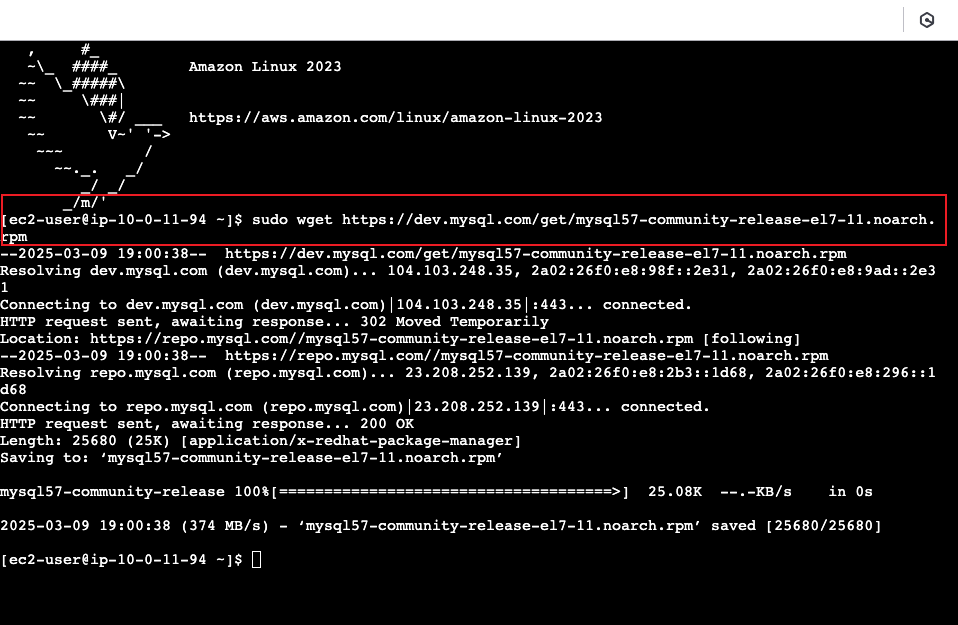 ,     #_
   ~\_  ####_        Amazon Linux 2023
  ~~  \_#####\
  ~~     \###|
  ~~       \#/ ___   https://aws.amazon.com/linux/amazon-linux-2023
   ~~       V~' '->
    ~~~         /
      ~~._.   _/
         _/ _/
       _/m/'
[ec2-user@ip-10-0-11-94 ~]$ sudo wget https://dev.mysql.com/get/mysql57-community-release-el7-11.noarch.
rpm
--2025-03-09 19:00:38--  https://dev.mysql.com/get/mysql57-community-release-el7-11.noarch.rpm
Resolving dev.mysql.com (dev.mysql.com)... 104.103.248.35, 2a02:26f0:e8:98f::2e31, 2a02:26f0:e8:9ad::2e3
1
Connecting to dev.mysql.com (dev.mysql.com)|104.103.248.35|:443... connected.
HTTP request sent, awaiting response... 302 Moved Temporarily
Location: https://repo.mysql.com//mysql57-community-release-el7-11.noarch.rpm [following]
--2025-03-09 19:00:38--  https://repo.mysql.com//mysql57-community-release-el7-11.noarch.rpm
Resolving repo.mysql.com (repo.mysql.com)... 23.208.252.139, 2a02:26f0:e8:2b3::1d68, 2a02:26f0:e8:296::1
d68
Connecting to repo.mysql.com (repo.mysql.com)|23.208.252.139|:443... connected.
HTTP request sent, awaiting response... 200 OK
Length: 25680 (25K) [application/x-redhat-package-manager]
Saving to: ‘mysql57-community-release-el7-11.noarch.rpm’

mysql57-community-release 100%[=====================================>]  25.08K  --.-KB/s    in 0s

2025-03-09 19:00:38 (374 MB/s) - ‘mysql57-community-release-el7-11.noarch.rpm’ saved [25680/25680]

[ec2-user@ip-10-0-11-94 ~]$